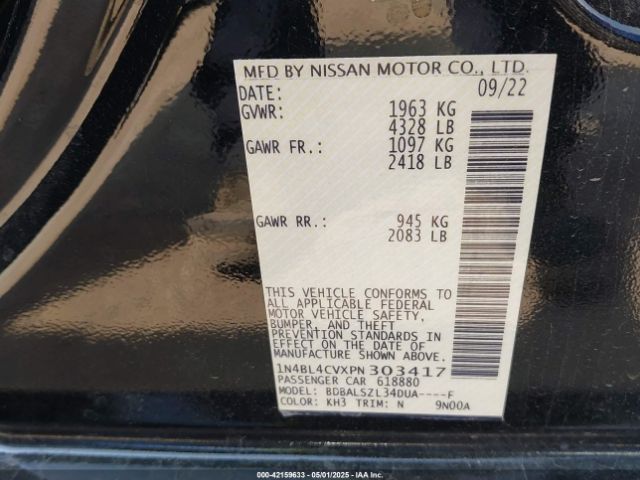 MFD BY NISSAN MOTOR CO., LTD.
DATE: 09/22
GVWR: 1963 KG
4328 LB
GAWR FR.: 1097 KG
2418 LB
GAWR RR.: 945 KG
2083 LB
THIS VEHICLE CONFORMS TO
ALL APPLICABLE FEDERAL
MOTOR VEHICLE SAFETY,
BUMPER, AND THEFT
PREVENTION STANDARDS IN
EFFECT ON THE DATE OF
MANUFACTURE SHOWN ABOVE.
1N4BL4CVXPN303417
PASSENGER CAR 618880
MODEL: BDBALSZL34DUA----F
COLOR: KH3 TRIM: N 9N00A
000-42159633 - 05/01/2025 - IAAI.com